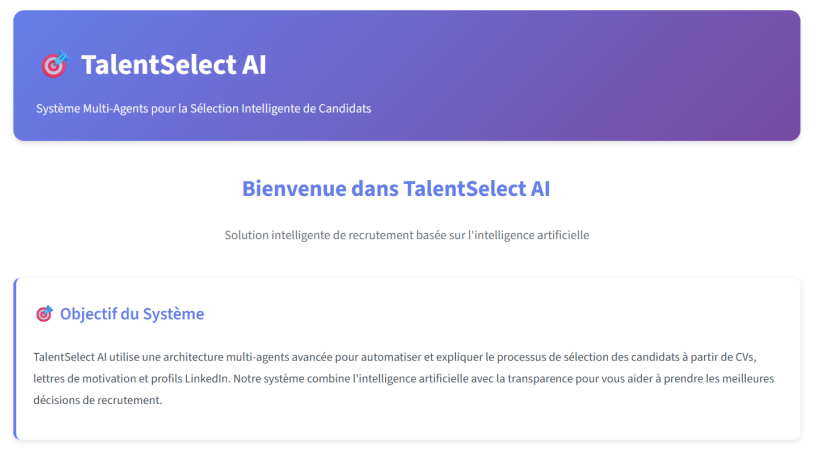 TalentSelect AI
Système Multi-Agents pour la Sélection Intelligente de Candidats
Bienvenue dans TalentSelect AI
Solution intelligente de recrutement basée sur l'intelligence artificielle
Objectif du Système
TalentSelect AI utilise une architecture multi-agents avancée pour automatiser et expliquer le processus de sélection des candidats à partir de CVs,
lettres de motivation et profils LinkedIn. Notre système combine l'intelligence artificielle avec la transparence pour vous aider à prendre les meilleures
décisions de recrutement.